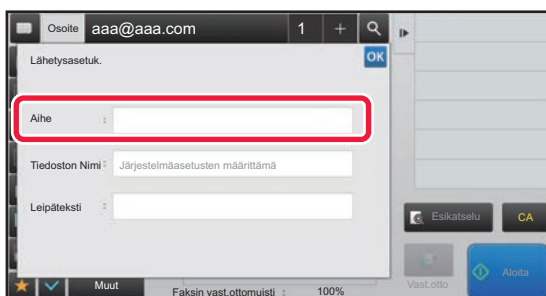 Osoite aaa@aaa.com 1 +
Lähetysasetuk. OK
Aihe :
Tiedoston Nimi : Järjestelmäasetusten määrittämä
Leipäteksti :
Esikatselu CA
Vast.otto Aloita
Muut
Faksin vast.ottomuisti : 100%